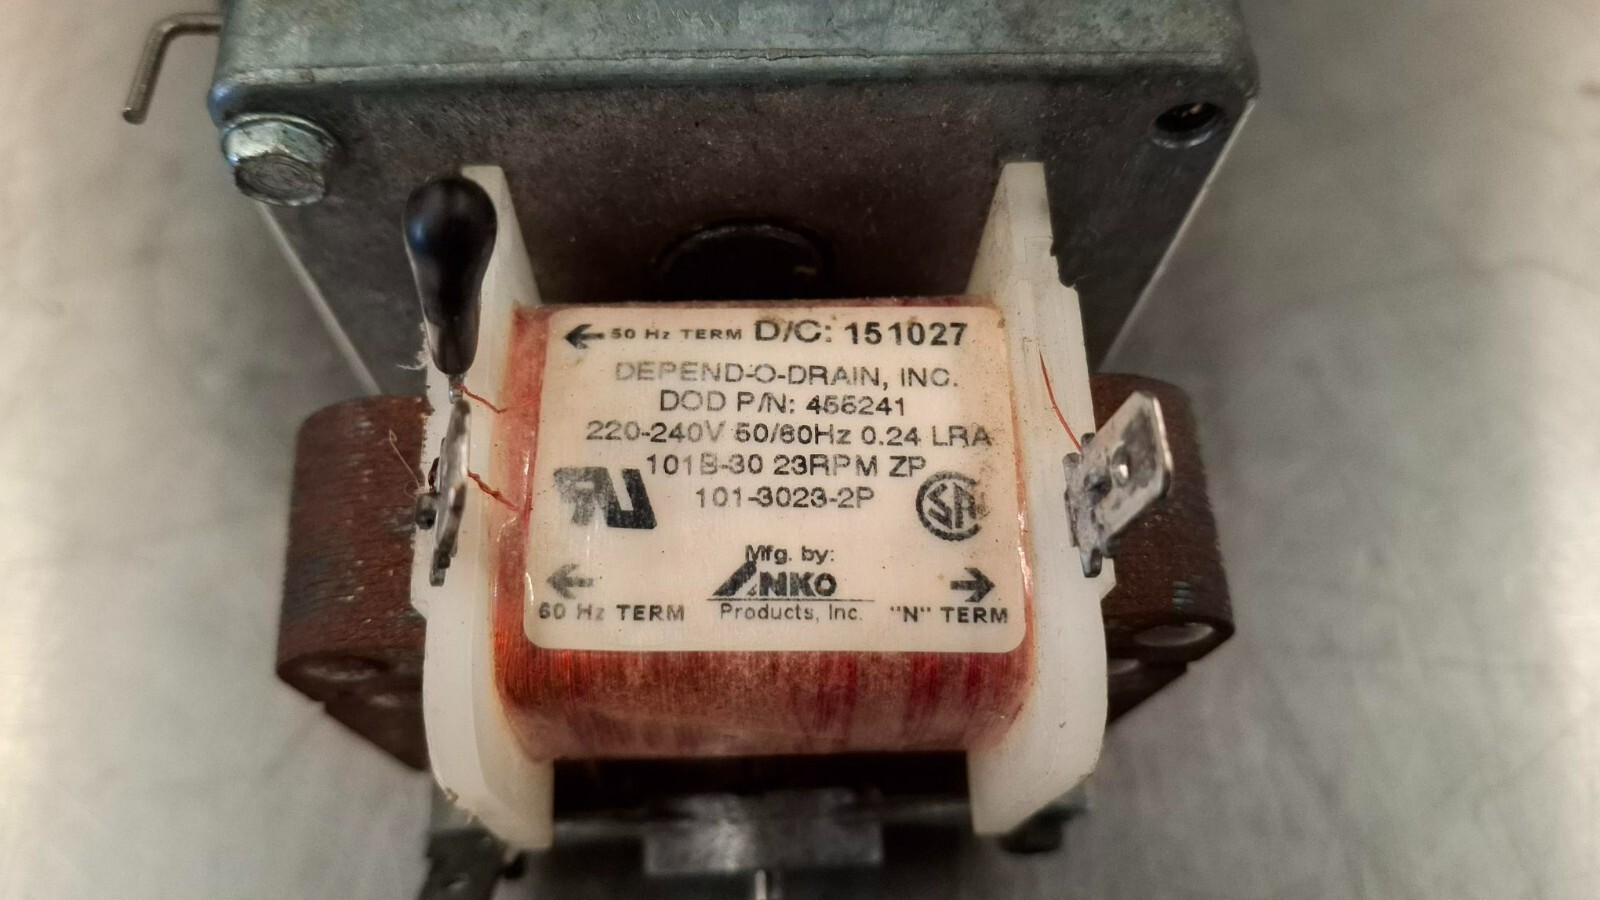 ← 50 Hz TERM D/C: 151027
DEPEND-O-DRAIN, INC.
DOD P/N: 456241
220-240V 50/60Hz 0.24 LRA
101B-30 23RPM ZP
101-3023-2P
Mfg. by:
ANKO
Products, Inc.
← 60 Hz TERM
→ "N" TERM